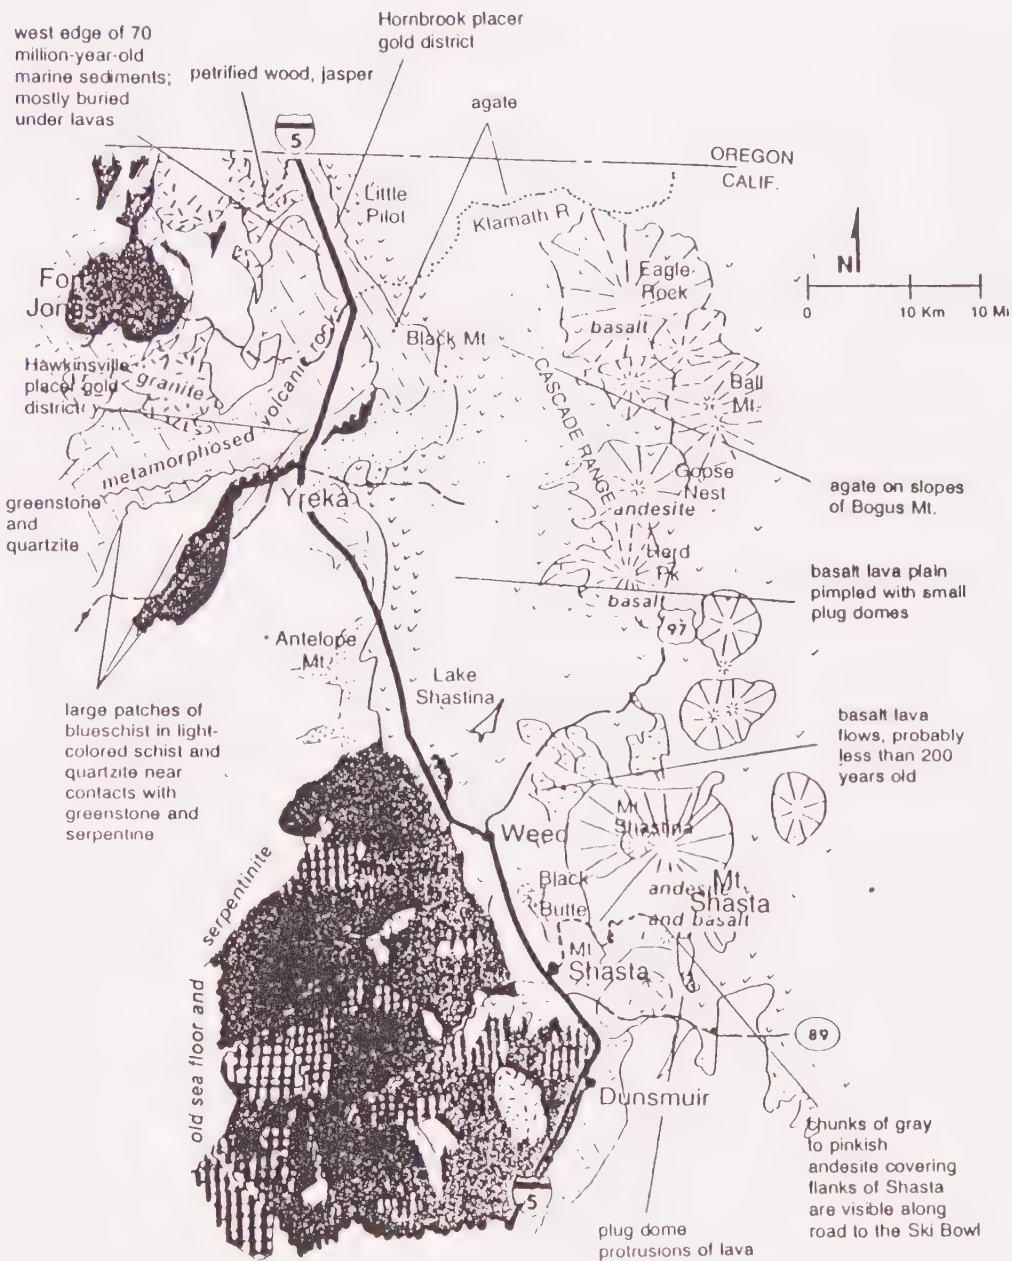 west edge of 70
million-year-old
marine sediments;
mostly buried
under lavas
petrified wood, jasper
Hornbrook placer
gold district
agate
5
OREGON
CALIF.
Little
Pilot
Klamath R
N
0
10 Km
10 Mi
Fort
Jones
Eagle
Rock
basalt
Black Mt
Hawkinsville
placer gold
district
granite
metamorphosed volcanic rocks
CASCADE RANGE
Ball
Mt.
Goose
Nest
andesite
agate on slopes
of Bogus Mt.
greenstone
and
quartzite
Yreka
Herd
Pk
basalt
basalt lava plain
pimpled with small
plug domes
97
Antelope
Mt.
Lake
Shastina
large patches of
blueschist in light-
colored schist and
quartzite near
contacts with
greenstone and
serpentine
basalt lava
flows, probably
less than 200
years old
Mt
Shastina
Weed
Black
Butte
andesite
and basalt
Mt.
Shasta
serpentinite
old sea floor and
Mt
Shasta
89
Dunsmuir
5
chunks of gray
to pinkish
andesite covering
flanks of Shasta
are visible along
road to the Ski Bowl
plug dome
protrusions of lava